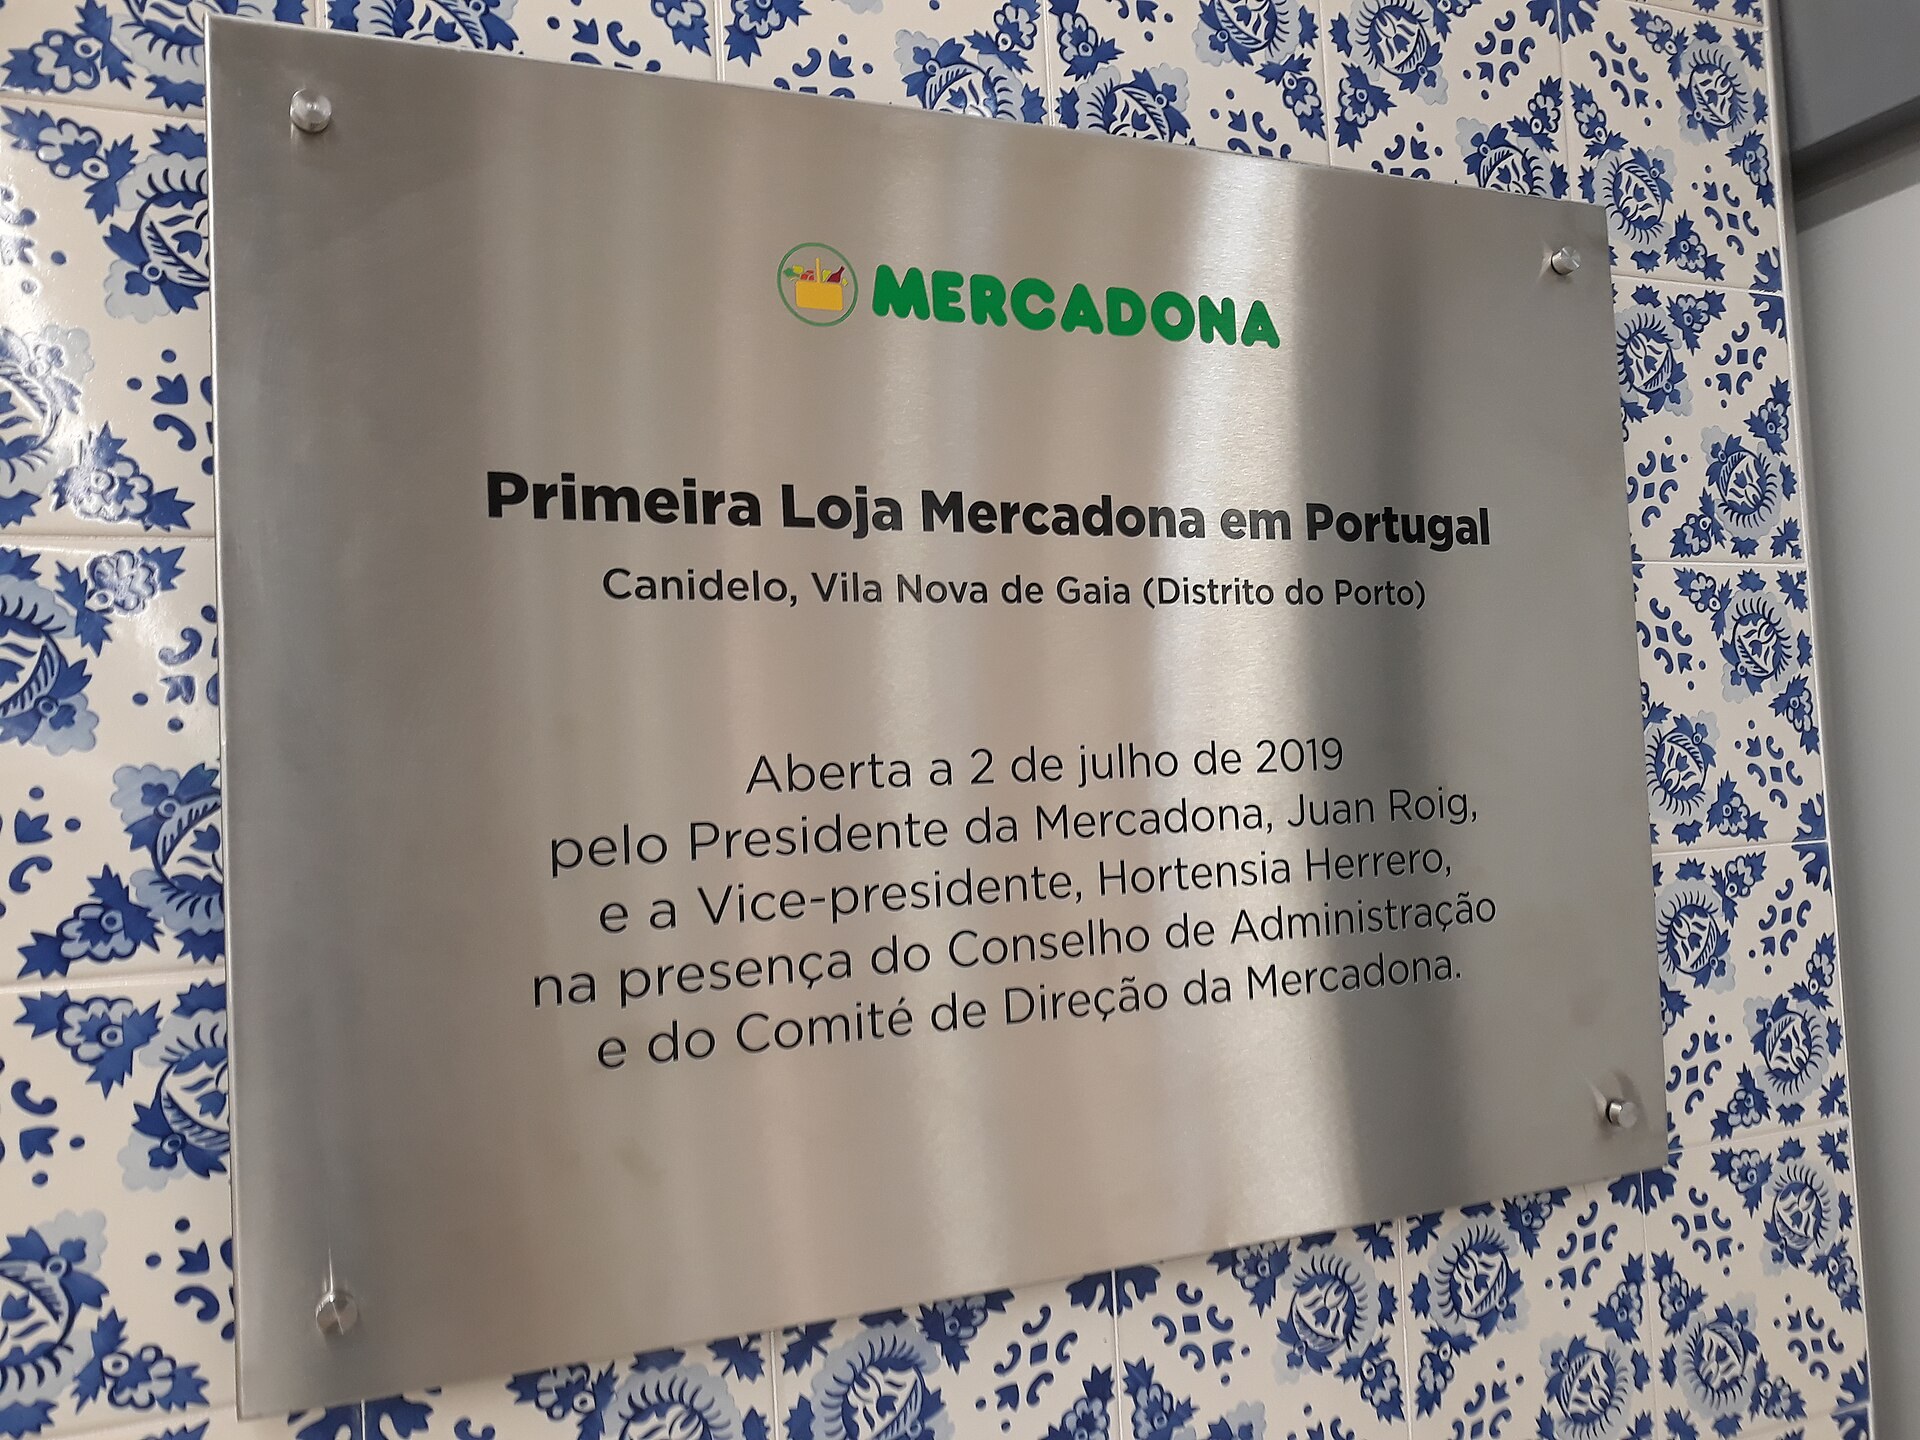 MERCADONA
Primeira Loja Mercadona em Portugal
Canidelo, Vila Nova de Gaia (Distrito do Porto)
Aberta a 2 de julho de 2019
pelo Presidente da Mercadona, Juan Roig,
e a Vice-presidente, Hortensia Herrero,
na presença do Conselho de Administração
e do Comité de Direção da Mercadona.